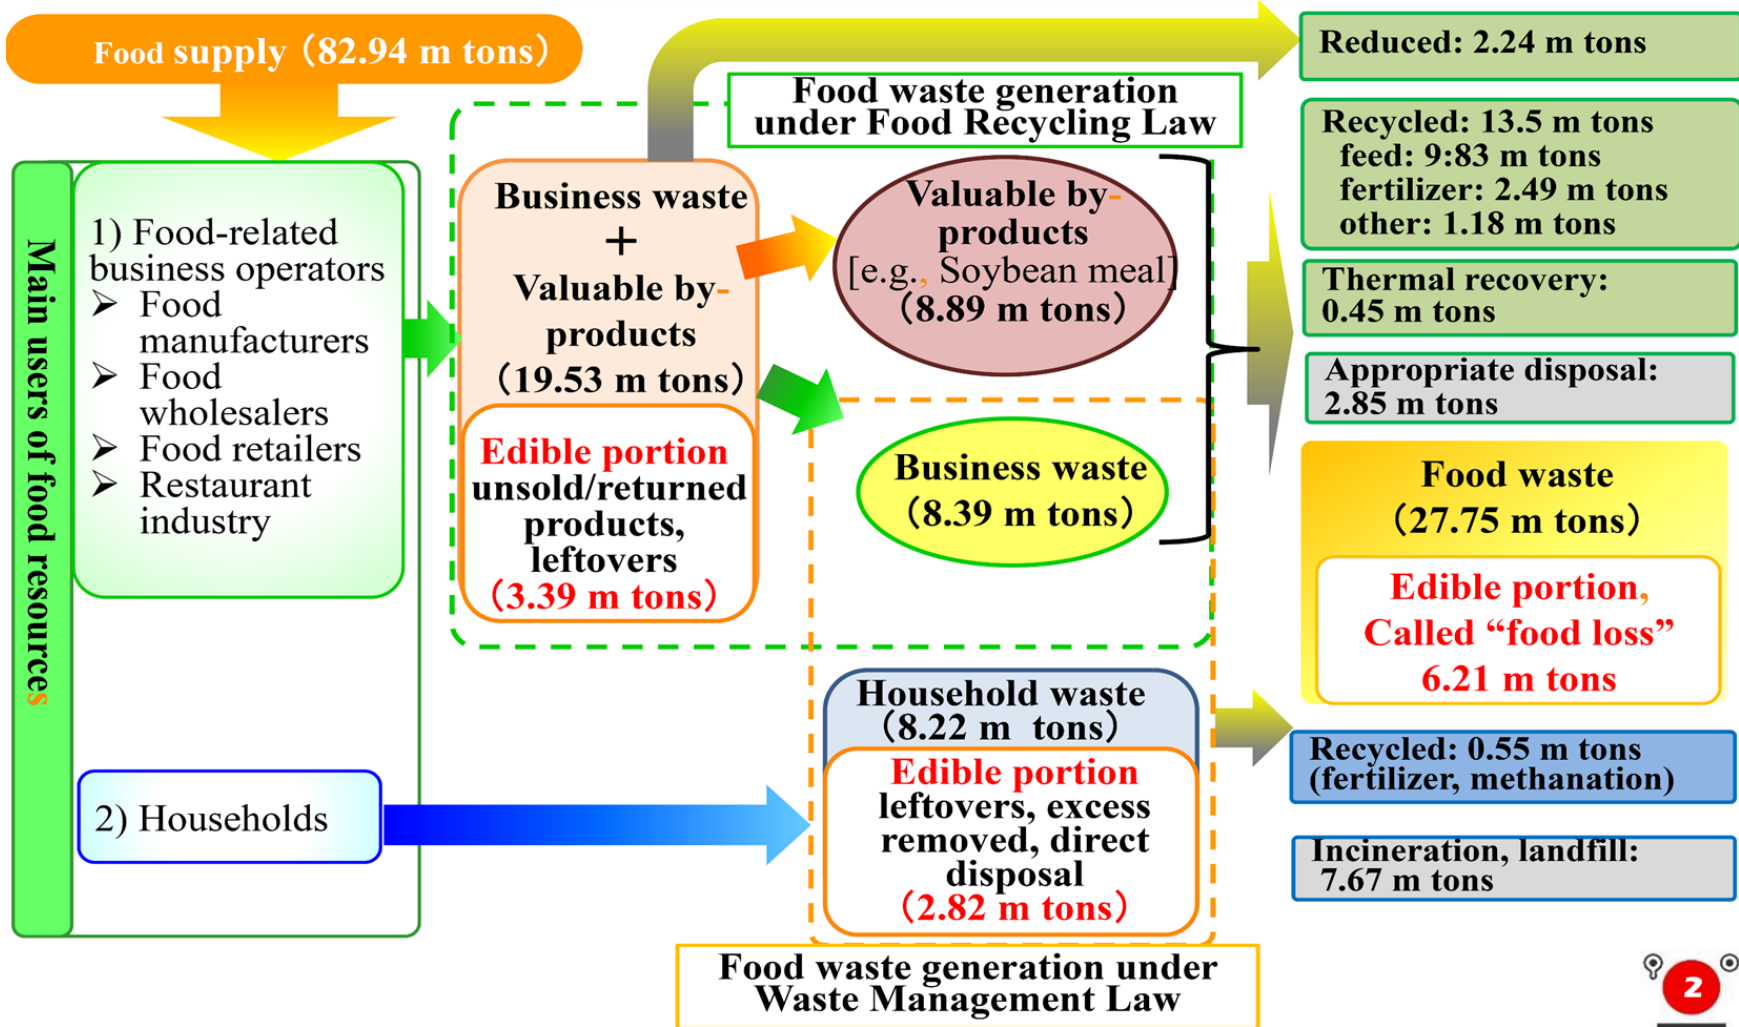 Food supply (82.94 m tons)
Main users of food resources
1) Food-related
business operators
➢ Food
manufacturers
➢ Food
wholesalers
➢ Food retailers
➢ Restaurant
industry
2) Households
Food waste generation
under Food Recycling Law
Business waste
+
Valuable by-
products
(19.53 m tons)
Edible portion
unsold/returned
products,
leftovers
(3.39 m tons)
Valuable by-
products
[e.g., Soybean meal]
(8.89 m tons)
Business waste
(8.39 m tons)
Household waste
(8.22 m tons)
Edible portion
leftovers, excess
removed, direct
disposal
(2.82 m tons)
Food waste generation under
Waste Management Law
Reduced: 2.24 m tons
Recycled: 13.5 m tons
feed: 9:83 m tons
fertilizer: 2.49 m tons
other: 1.18 m tons
Thermal recovery:
0.45 m tons
Appropriate disposal:
2.85 m tons
Food waste
(27.75 m tons)
Edible portion,
Called “food loss”
6.21 m tons
Recycled: 0.55 m tons
(fertilizer, methanation)
Incineration, landfill:
7.67 m tons
2